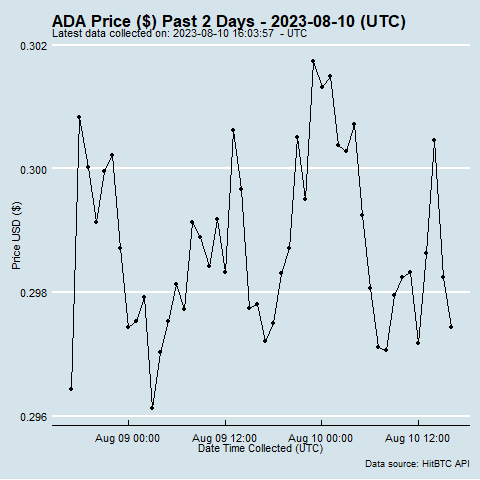 ADA Price ($) Past 2 Days - 2023-08-10 (UTC)
Latest data collected on: 2023-08-10 16:03:57 - UTC
0.302
0.300
0.298
0.296
Price USD ($)
Aug 09 00:00 Aug 09 12:00 Aug 10 00:00 Aug 10 12:00
Date Time Collected (UTC)
Data source: HitBTC API